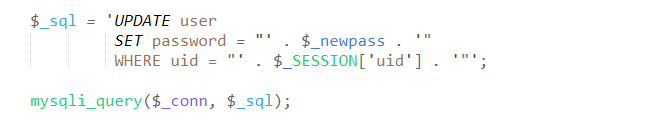 $_sql = 'UPDATE user
SET password = "' . $_newpass . '"
WHERE uid = "' . $_SESSION['uid'] . '"';
mysqli_query($_conn, $_sql);